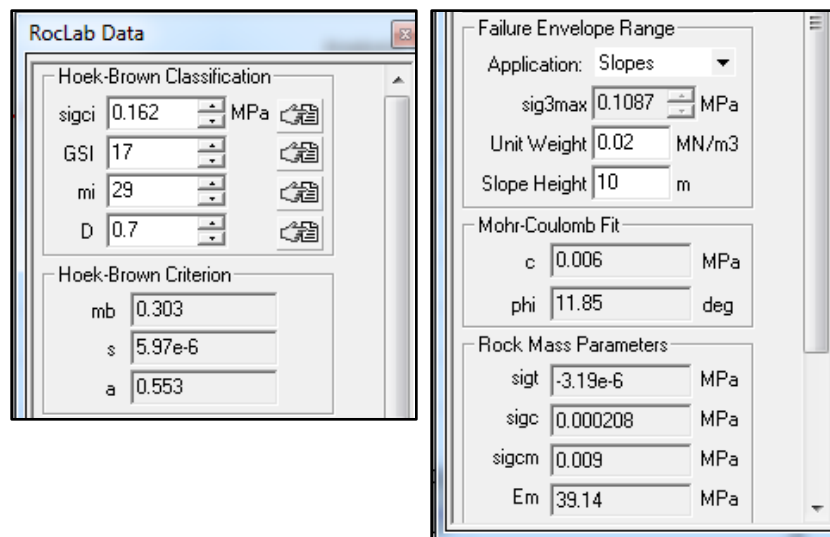 RocLab Data
Hoek-Brown Classification
sigci 0.162 MPa
GSI 17
mi 29
D 0.7
Hoek-Brown Criterion
mb 0.303
s 5.97e-6
a 0.553
Failure Envelope Range
Application: Slopes
sig3max 0.1087 MPa
Unit Weight 0.02 MN/m3
Slope Height 10 m
Mohr-Coulomb Fit
c 0.006 MPa
phi 11.85 deg
Rock Mass Parameters
sigt -3.19e-6 MPa
sigc 0.000208 MPa
sigcm 0.009 MPa
Em 39.14 MPa